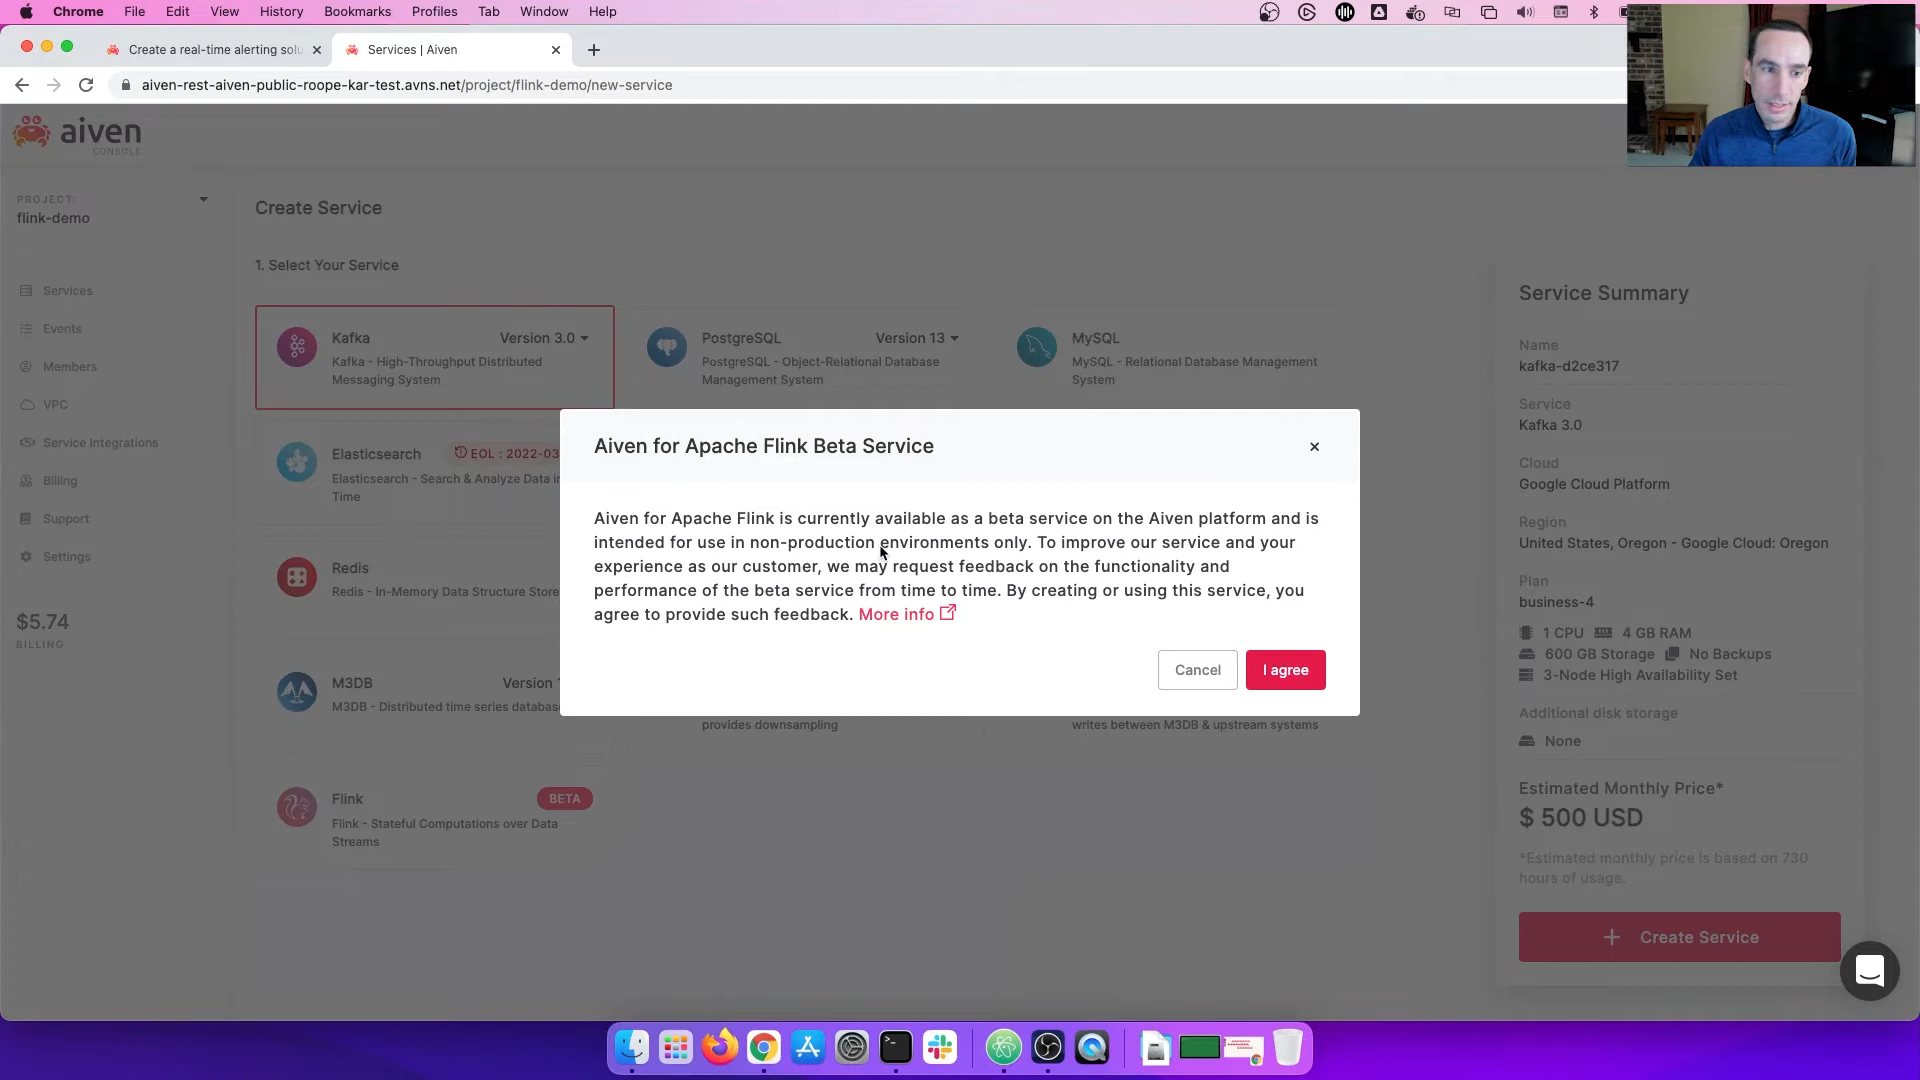 Chrome File Edit View History Bookmarks Profiles Tab Window Help
Create a real-time alerting solu
Services | Aiven
aiven-rest-aiven-public-roope-kar-test.avns.net/project/flink-demo/new-service
aiven
CONSOLE
PROJECT:
flink-demo
Services
Events
Members
VPC
Service Integrations
Billing
Support
Settings
$5.74
BILLING
Create Service
1. Select Your Service
Kafka
Version 3.0
Kafka - High-Throughput Distributed
Messaging System
PostgreSQL
Version 13
PostgreSQL - Object-Relational Database
Management System
MySQL
MySQL - Relational Database Management
System
Elasticsearch
EOL : 2022-03
Elasticsearch - Search & Analyze Data in
Time
Redis
Redis - In-Memory Data Structure Store
M3DB
Version 1
M3DB - Distributed time series database
provides downsampling
writes between M3DB & upstream systems
Flink
BETA
Flink - Stateful Computations over Data
Streams
Aiven for Apache Flink Beta Service
Aiven for Apache Flink is currently available as a beta service on the Aiven platform and is
intended for use in non-production environments only. To improve our service and your
experience as our customer, we may request feedback on the functionality and
performance of the beta service from time to time. By creating or using this service, you
agree to provide such feedback. More info
Cancel
I agree
Service Summary
Name
kafka-d2ce317
Service
Kafka 3.0
Cloud
Google Cloud Platform
Region
United States, Oregon - Google Cloud: Oregon
Plan
business-4
1 CPU 4 GB RAM
600 GB Storage No Backups
3-Node High Availability Set
Additional disk storage
None
Estimated Monthly Price*
$ 500 USD
*Estimated monthly price is based on 730
hours of usage.
+ Create Service